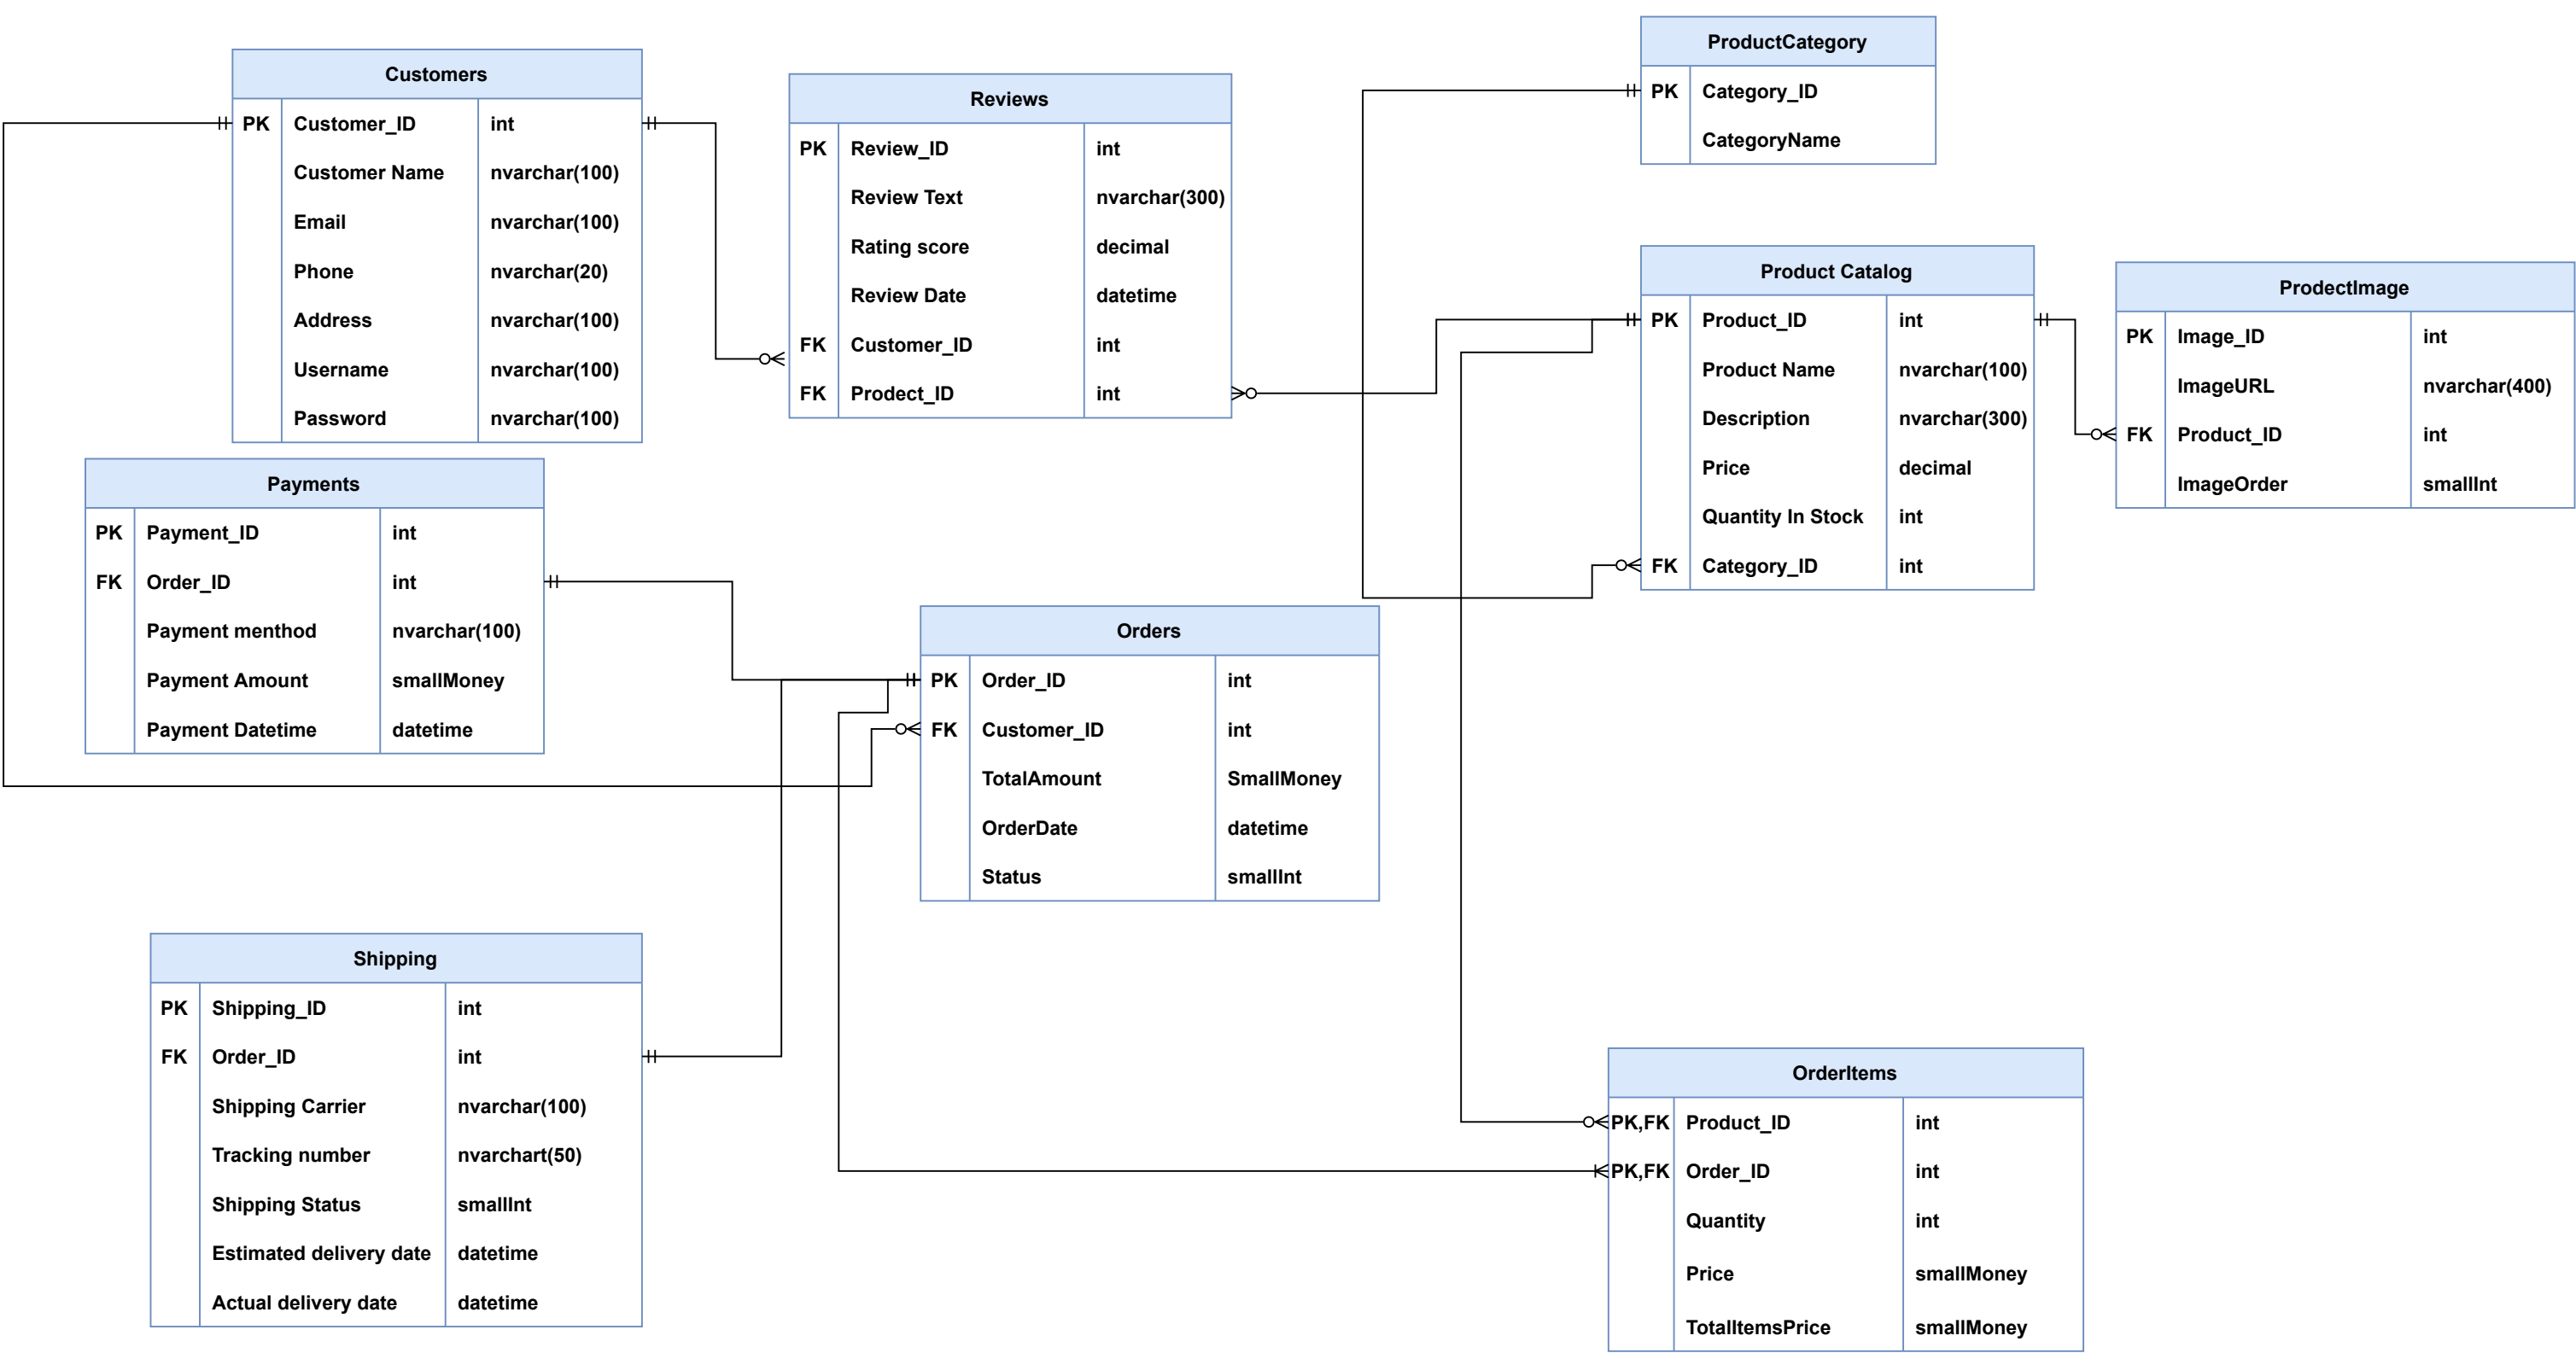 Customers
PK Customer_ID int
Customer Name nvarchar(100)
Email nvarchar(100)
Phone nvarchar(20)
Address nvarchar(100)
Username nvarchar(100)
Password nvarchar(100)
Reviews
PK Review_ID int
Review Text nvarchar(300)
Rating score decimal
Review Date datetime
FK Customer_ID int
FK Prodect_ID int
ProductCategory
PK Category_ID
CategoryName
Product Catalog
PK Product_ID int
Product Name nvarchar(100)
Description nvarchar(300)
Price decimal
Quantity In Stock int
FK Category_ID int
ProdectImage
PK Image_ID int
ImageURL nvarchar(400)
FK Product_ID int
ImageOrder smallInt
Payments
PK Payment_ID int
FK Order_ID int
Payment menthod nvarchar(100)
Payment Amount smallMoney
Payment Datetime datetime
Orders
PK Order_ID int
FK Customer_ID int
TotalAmount SmallMoney
OrderDate datetime
Status smallInt
Shipping
PK Shipping_ID int
FK Order_ID int
Shipping Carrier nvarchar(100)
Tracking number nvarchart(50)
Shipping Status smallInt
Estimated delivery date datetime
Actual delivery date datetime
OrderItems
PK,FK Product_ID int
PK,FK Order_ID int
Quantity int
Price smallMoney
TotalItemsPrice smallMoney